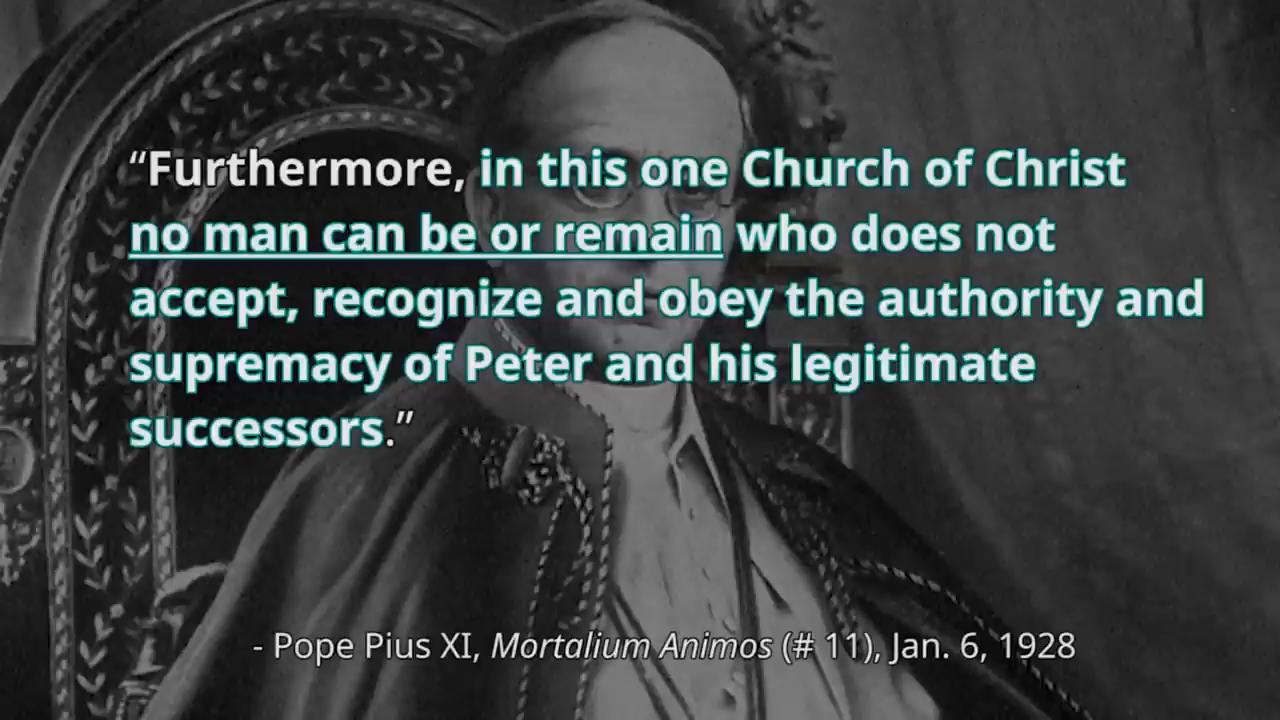 “Furthermore, in this one Church of Christ
no man can be or remain who does not
accept, recognize and obey the authority and
supremacy of Peter and his legitimate
successors.”
- Pope Pius XI, Mortalium Animos (# 11), Jan. 6, 1928